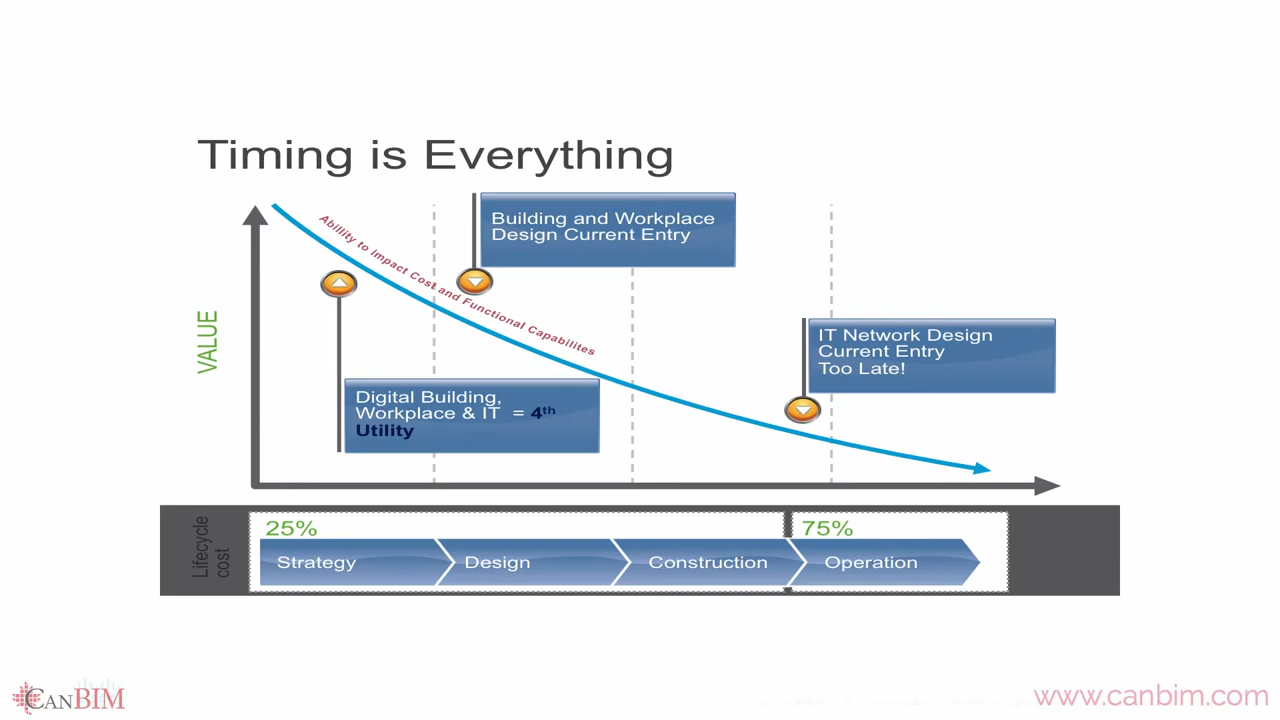 Timing is Everything
Building and Workplace
Design Current Entry
Abillity to Impact Cost and Functional Capabilites
VALUE
IT Network Design
Current Entry
Too Late!
Digital Building,
Workplace & IT = 4th
Utility
Lifecycle
cost
25%
75%
Strategy
Design
Construction
Operation
CANBIM
www.canbim.com